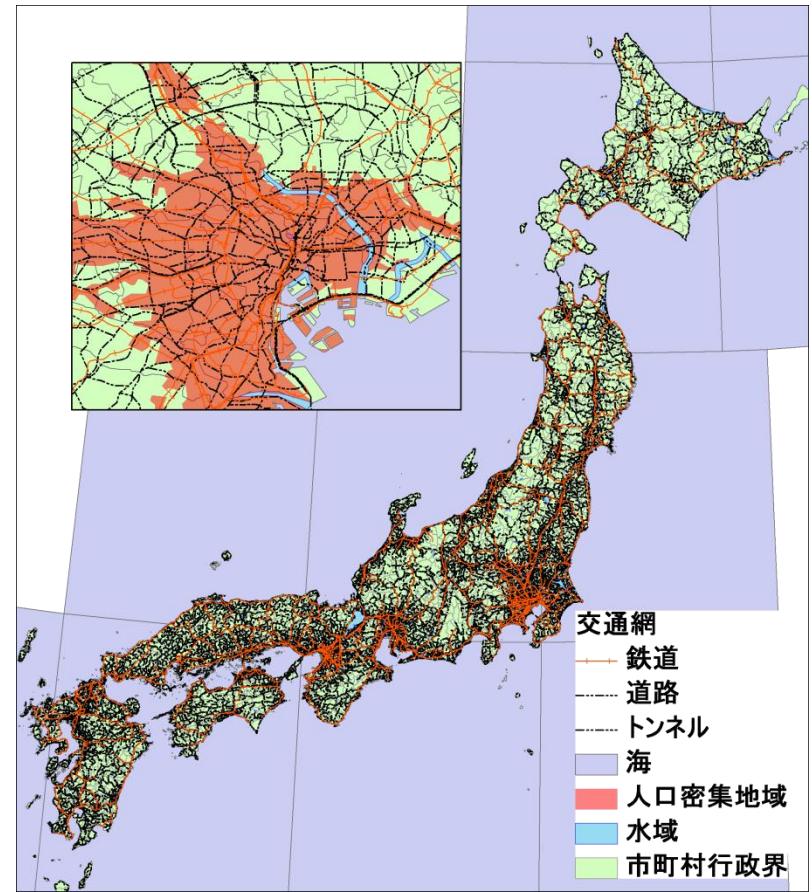 交通網
鉄道
道路
トンネル
海
人口密集地域
水域
市町村行政界